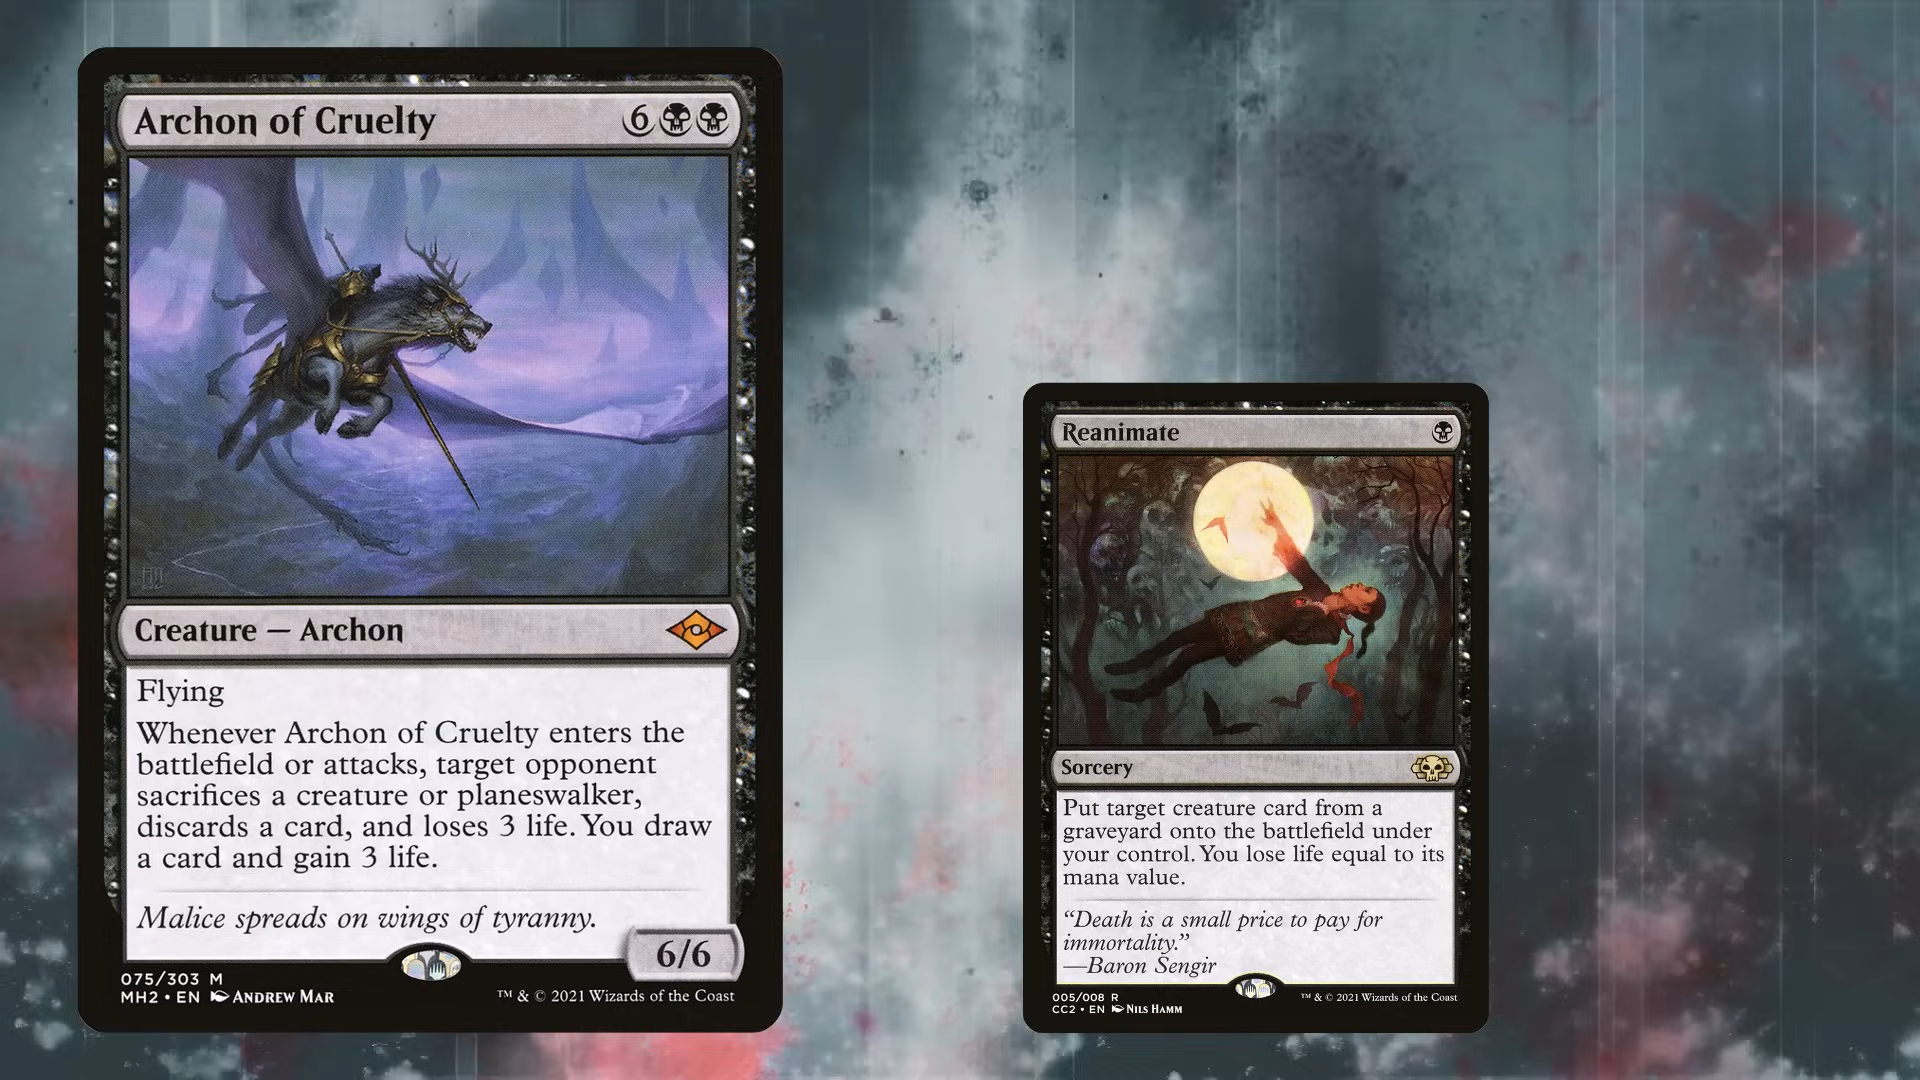 Archon of Cruelty 6
Creature — Archon
Flying
Whenever Archon of Cruelty enters the
battlefield or attacks, target opponent
sacrifices a creature or planeswalker,
discards a card, and loses 3 life. You draw
a card and gain 3 life.
Malice spreads on wings of tyranny.
6/6
075/303 M
MH2 • EN ANDREW MAR
™ & © 2021 Wizards of the Coast
Reanimate
Sorcery
Put target creature card from a
graveyard onto the battlefield under
your control. You lose life equal to its
mana value.
“Death is a small price to pay for
immortality.”
—Baron Sengir
005/008 R
CC2 • EN NILS HAMM
™ & © 2021 Wizards of the Coast